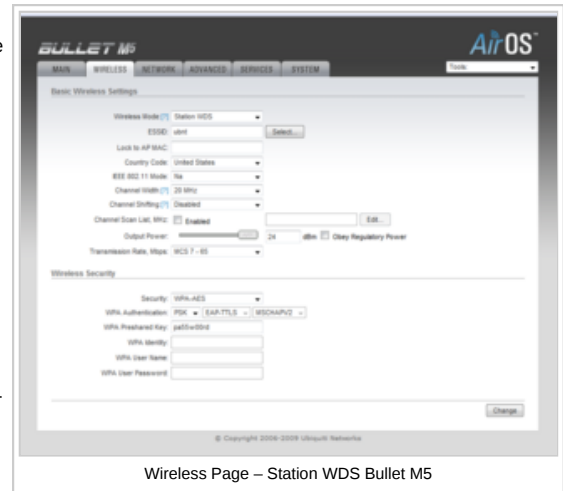 e
BULLET M5
AirOS™
MAIN WIRELESS NETWORK ADVANCED SERVICES SYSTEM
Tools:
Basic Wireless Settings
Wireless Mode:[?] Station WDS
ESSID: ubnt Select...
Lock to AP MAC:
Country Code: United States
IEEE 802.11 Mode: Na
Channel Width:[?] 20 MHz
Channel Shifting:[?] Disabled
Channel Scan List, MHz: Enabled Edit...
Output Power: 24 dBm Obey Regulatory Power
Transmission Rate, Mbps: MCS 7 - 65
Wireless Security
Security: WPA-AES
WPA Authentication: PSK EAP-TTLS MSCHAPV2
WPA Preshared Key: pa55w00rd
WPA Identity:
WPA User Name:
WPA User Password:
Change
© Copyright 2006-2009 Ubiquiti Networks
Wireless Page – Station WDS Bullet M5